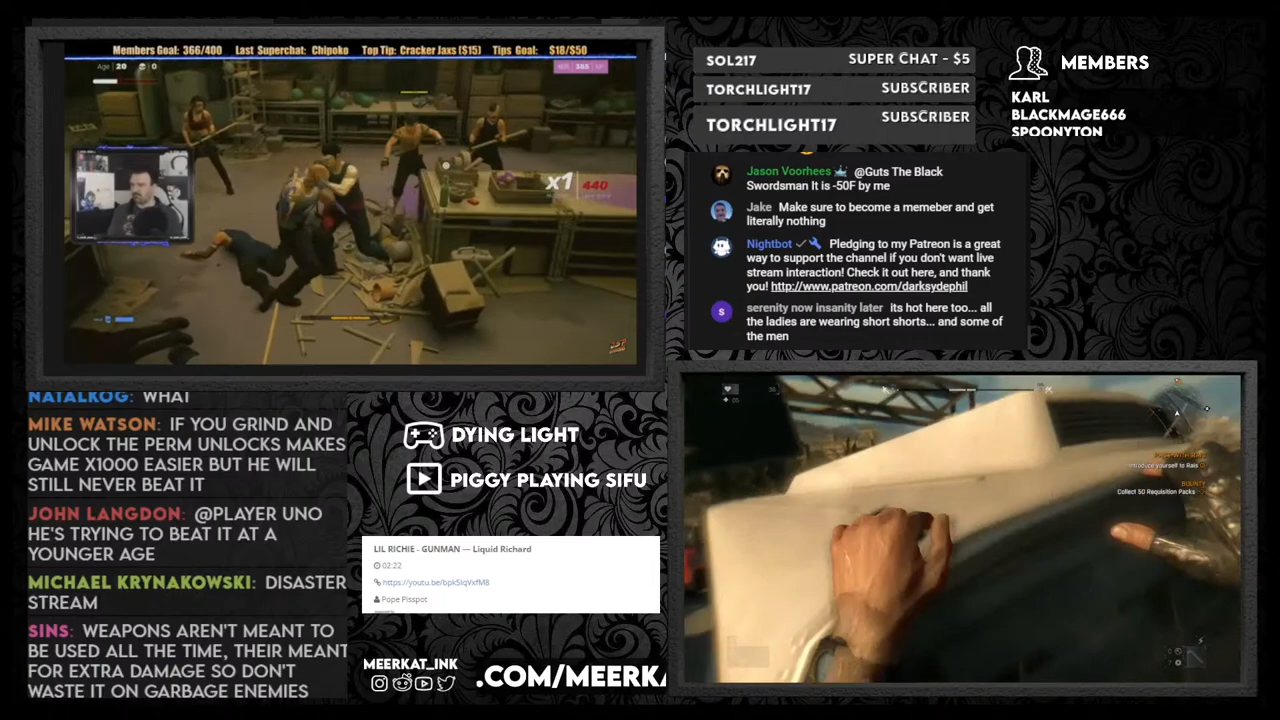 Members Goal: 366/400 Last Superchat: Chipoko Top Tip: Cracker Jaxs ($15) Tips Goal: $18/$50
Age 20 0
x1 440
SOL217 SUPER CHAT - $5
TORCHLIGHT17 SUBSCRIBER
TORCHLIGHT17 SUBSCRIBER
MEMBERS
KARL
BLACKMAGE666
SPOONYTON
Jason Voorhees @Guts The Black
Swordsman It is -50F by me
Jake Make sure to become a memeber and get
literally nothing
Nightbot Pledging to my Patreon is a great
way to support the channel if you don't want live
stream interaction! Check it out here, and thank
you! http://www.patreon.com/darksydephil
serenity now insanity later its hot here too... all
the ladies are wearing short shorts... and some of
the men
NATALKOG: WHAT
MIKE WATSON: IF YOU GRIND AND
UNLOCK THE PERM UNLOCKS MAKES
GAME X1000 EASIER BUT HE WILL
STILL NEVER BEAT IT
JOHN LANGDON: @PLAYER UNO
HE'S TRYING TO BEAT IT AT A
YOUNGER AGE
MICHAEL KRYNAKOWSKI: DISASTER
STREAM
SINS: WEAPONS AREN'T MEANT TO
BE USED ALL THE TIME, THEIR MEANT
FOR EXTRA DAMAGE SO DON'T
WASTE IT ON GARBAGE ENEMIES
DYING LIGHT
PIGGY PLAYING SIFU
LIL RICHIE - GUNMAN — Liquid Richard
02:22
https://youtu.be/bpk5lqVxfM8
Pope Pisspot
MEERKAT_INK
.COM/MEERKA
Introduce yourself to Rais
BOUNTY
Collect 50 Requisition Packs